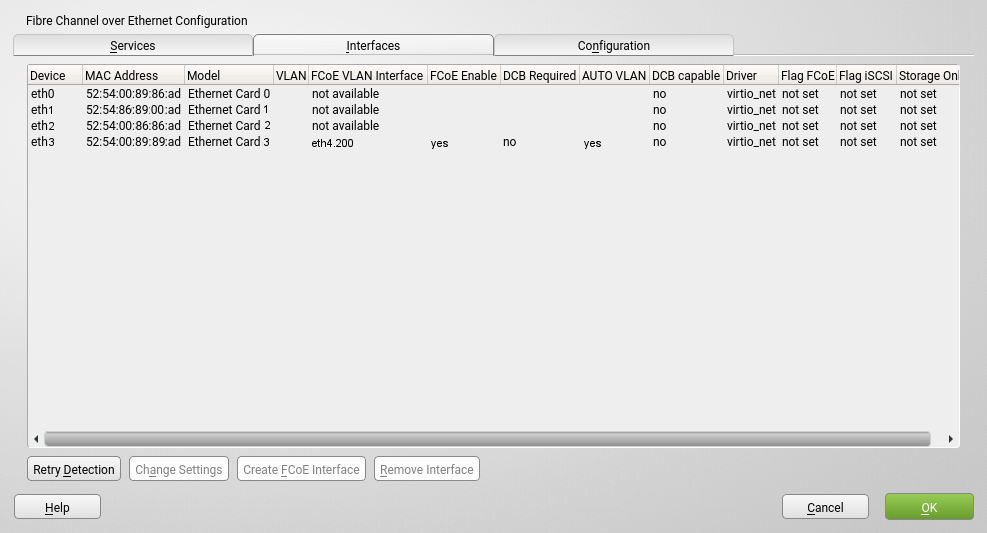 Fibre Channel over Ethernet Configuration
Services Interfaces Configuration
Device MAC Address Model VLAN FCoE VLAN Interface FCoE Enable DCB Required AUTO VLAN DCB capable Driver Flag FCoE Flag iSCSI Storage Onl
eth0 52:54:00:89:86:ad Ethernet Card 0 not available no virtio_net not set not set not set
eth1 52:54:86:89:00:ad Ethernet Card 1 not available no virtio_net not set not set not set
eth2 52:54:00:86:86:ad Ethernet Card 2 not available no virtio_net not set not set not set
eth3 52:54:00:89:89:ad Ethernet Card 3 eth4.200 yes no yes no virtio_net not set not set not set
Retry Detection Change Settings Create FCoE Interface Remove Interface
Help Cancel OK